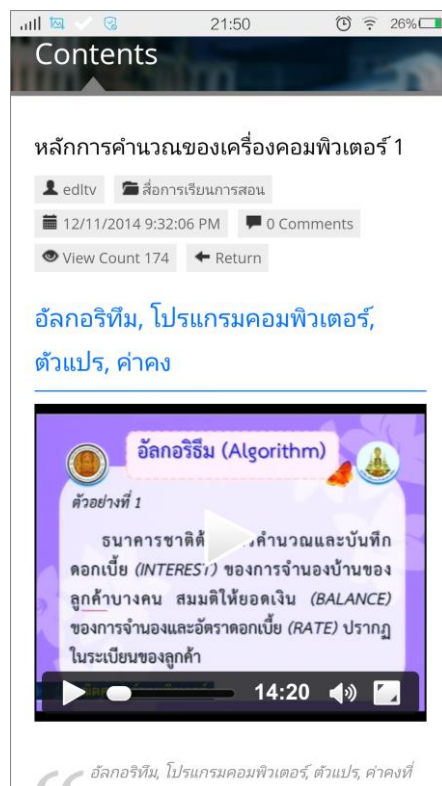 21:50
26%
Contents
หลักการคำนวณของเครื่องคอมพิวเตอร์ 1
edltv
สื่อการเรียนการสอน
12/11/2014 9:32:06 PM
0 Comments
View Count 174
Return
อัลกอริทึม, โปรแกรมคอมพิวเตอร์,
ตัวแปร, ค่าคง
อัลกอริธึม (Algorithm)
ตัวอย่างที่ 1
ธนาคารชาติ คำนวณและบันทึก
ดอกเบี้ย (INTEREST) ของการจำนองบ้านของ
ลูกค้าบางคน สมมติให้ยอดเงิน (BALANCE)
ของการจำนองและอัตราดอกเบี้ย (RATE) ปรากฏ
ในระเบียนของลูกค้า
14:20
“ อัลกอริทึม, โปรแกรมคอมพิวเตอร์, ตัวแปร, ค่าคงที่